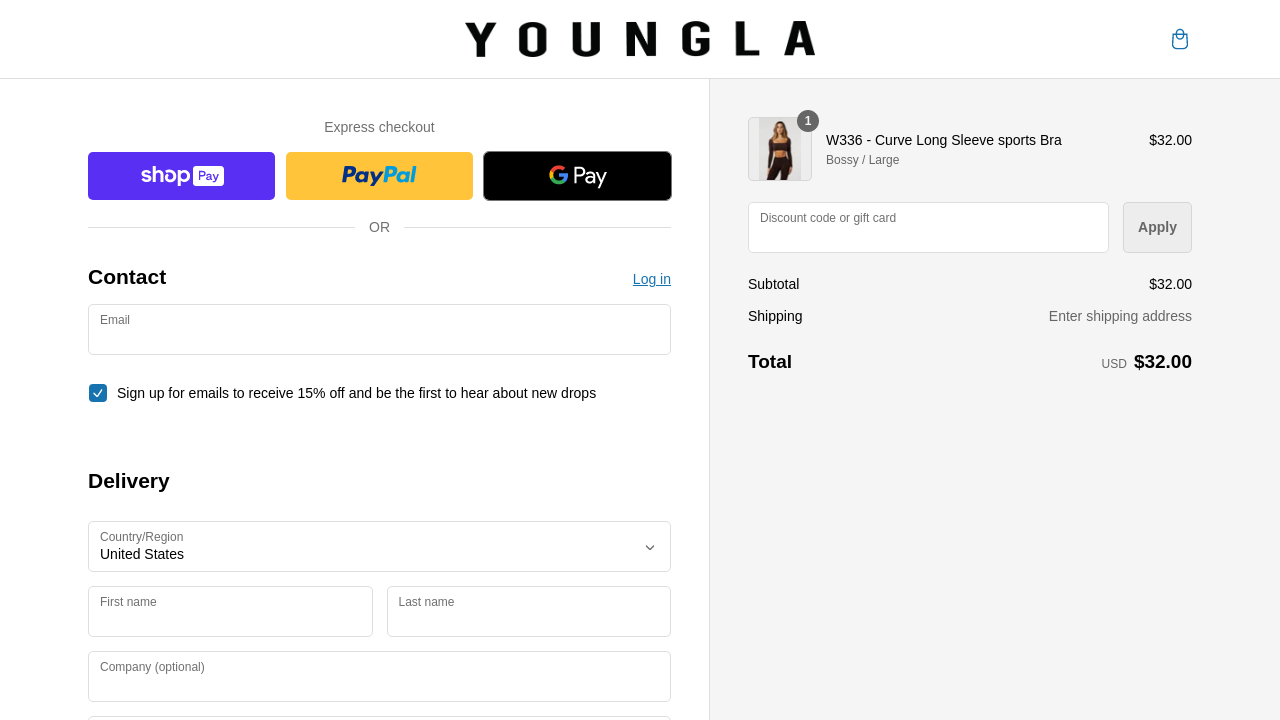 YOUNGLA
Express checkout
shop Pay
PayPal
G Pay
OR
Contact
Log in
Email
Sign up for emails to receive 15% off and be the first to hear about new drops
Delivery
Country/Region
United States
First name
Last name
Company (optional)
1
W336 - Curve Long Sleeve sports Bra
$32.00
Bossy / Large
Discount code or gift card
Apply
Subtotal
$32.00
Shipping
Enter shipping address
Total
USD $32.00